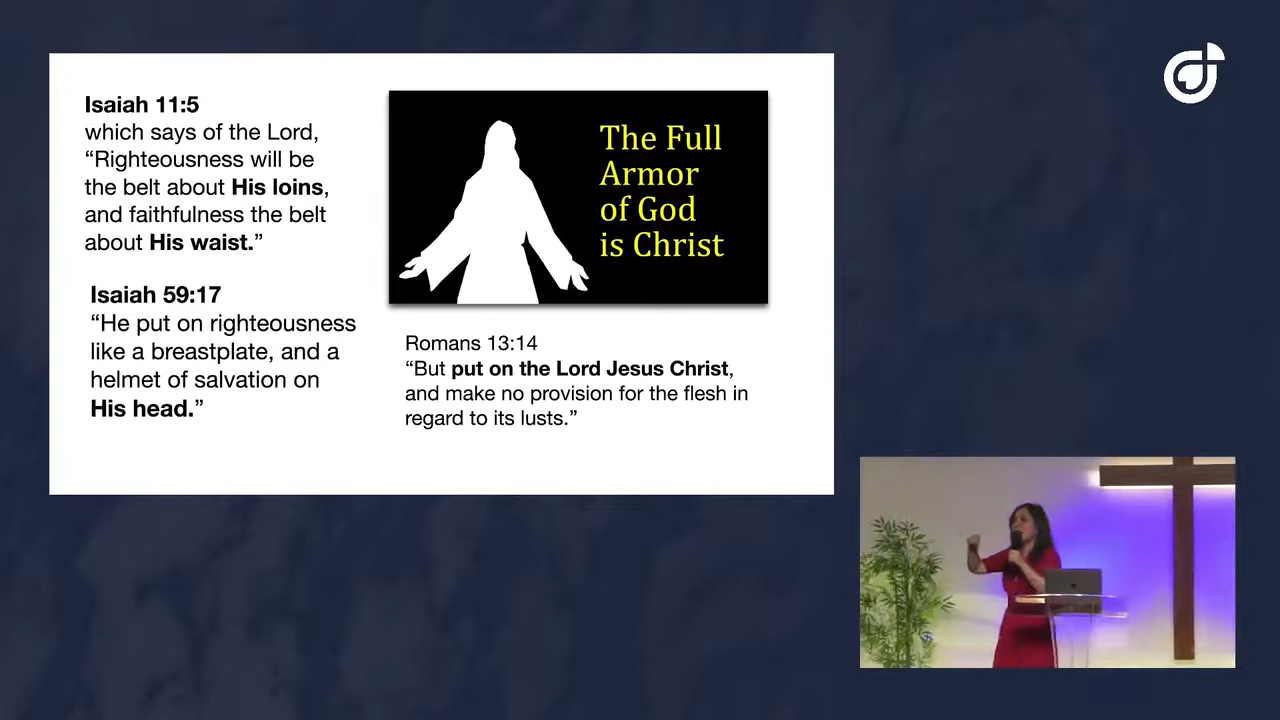 Isaiah 11:5
which says of the Lord,
“Righteousness will be
the belt about His loins,
and faithfulness the belt
about His waist.”
Isaiah 59:17
“He put on righteousness
like a breastplate, and a
helmet of salvation on
His head.”
The Full
Armor
of God
is Christ
Romans 13:14
“But put on the Lord Jesus Christ,
and make no provision for the flesh in
regard to its lusts.”